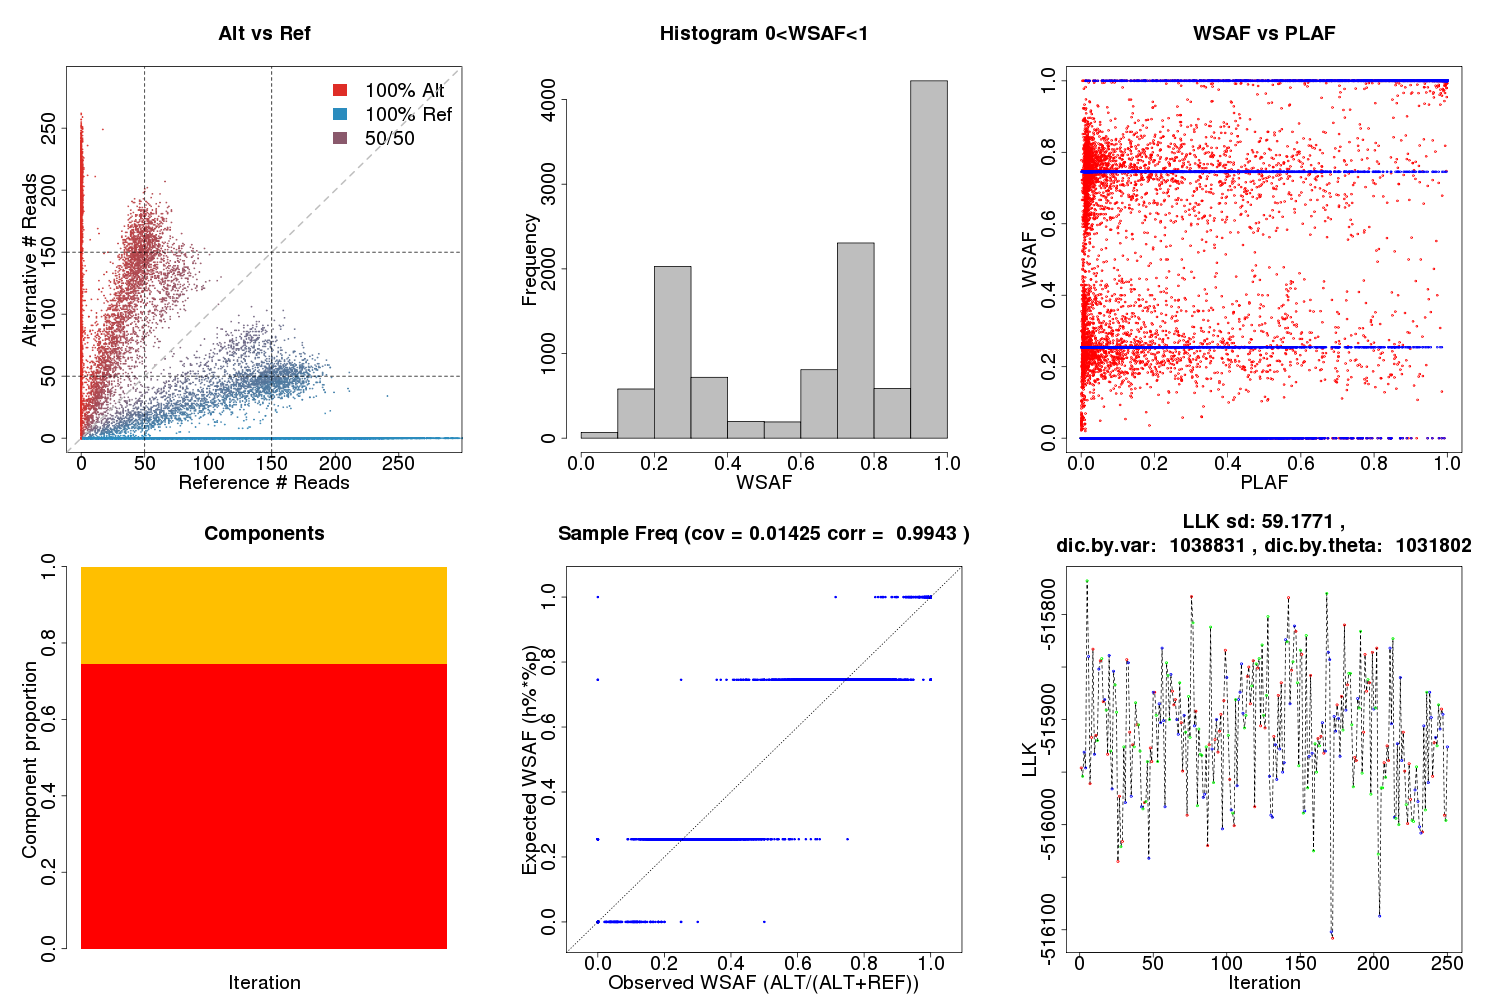 Alt vs Ref
100% Alt
100% Ref
50/50
Alternative # Reads
0 50 100 150 200 250
0 50 100 150 200 250
Reference # Reads
Histogram 0<WSAF<1
Frequency
0 1000 2000 3000 4000
0.0 0.2 0.4 0.6 0.8 1.0
WSAF
WSAF vs PLAF
WSAF
0.0 0.2 0.4 0.6 0.8 1.0
0.0 0.2 0.4 0.6 0.8 1.0
PLAF
Components
Component proportion
0.0 0.2 0.4 0.6 0.8 1.0
Iteration
Sample Freq (cov = 0.01425 corr = 0.9943 )
Expected WSAF (h%*%p)
0.0 0.2 0.4 0.6 0.8 1.0
0.0 0.2 0.4 0.6 0.8 1.0
Observed WSAF (ALT/(ALT+REF))
LLK sd: 59.1771 ,
dic.by.var: 1038831 , dic.by.theta: 1031802
LLK
-516100 -516000 -515900 -515800
0 50 100 150 200 250
Iteration